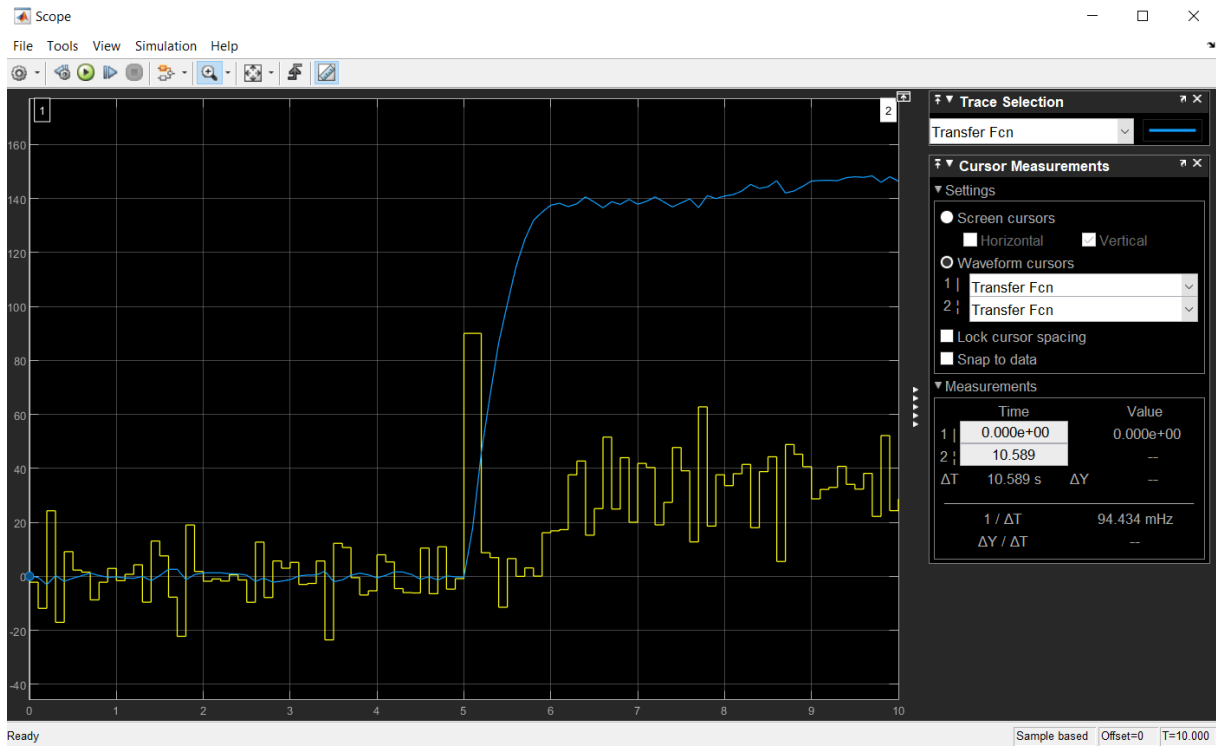 Scope
File Tools View Simulation Help
1
2
160
140
120
100
80
60
40
20
0
-20
-40
0 1 2 3 4 5 6 7 8 9 10
Trace Selection
Transfer Fcn
Cursor Measurements
Settings
Screen cursors
Horizontal Vertical
Waveform cursors
1 | Transfer Fcn
2 ¦ Transfer Fcn
Lock cursor spacing
Snap to data
Measurements
Time Value
1 | 0.000e+00 0.000e+00
2 ¦ 10.589 --
ΔT 10.589 s ΔY --
1 / ΔT 94.434 mHz
ΔY / ΔT --
Ready Sample based Offset=0 T=10.000